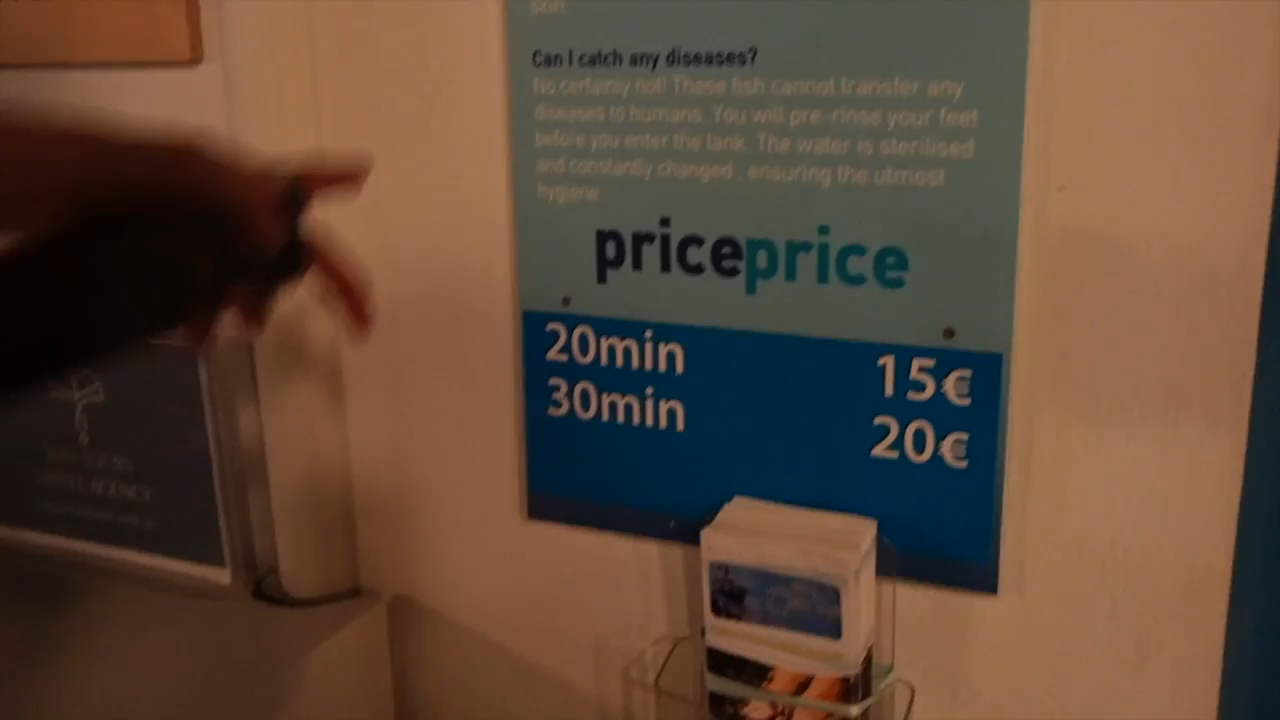 skin.
Can I catch any diseases?
No certainly not! These fish cannot transfer any
diseases to humans. You will pre-rinse your feet
before you enter the tank. The water is sterilised
and constantly changed , ensuring the utmost
hygiene.
priceprice
20min 15€
30min 20€
AGENCY